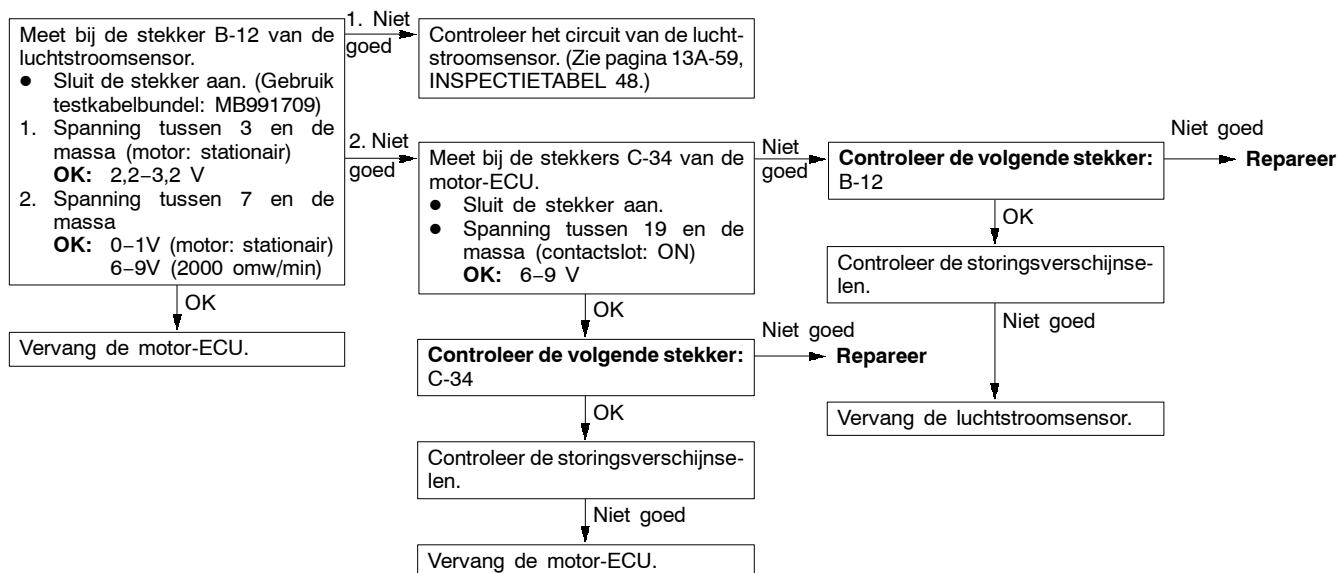 Meet bij de stekker B-12 van de
luchtstroomsensor.
● Sluit de stekker aan. (Gebruik
testkabelbundel: MB991709)
1. Spanning tussen 3 en de
massa (motor: stationair)
OK: 2,2–3,2 V
2. Spanning tussen 7 en de
massa
OK: 0–1V (motor: stationair)
6–9V (2000 omw/min)
1. Niet
goed
Controleer het circuit van de lucht-
stroomsensor. (Zie pagina 13A-59,
INSPECTIETABEL 48.)
2. Niet
goed
Meet bij de stekkers C-34 van de
motor-ECU.
● Sluit de stekker aan.
● Spanning tussen 19 en de
massa (contactslot: ON)
OK: 6–9 V
Niet
goed
Controleer de volgende stekker:
B-12
Niet goed
Repareer
OK
Controleer de storingsverschijnse-
len.
Niet goed
Vervang de luchtstroomsensor.
OK
Vervang de motor-ECU.
OK
Controleer de volgende stekker:
C-34
Niet goed
Repareer
OK
Controleer de storingsverschijnse-
len.
Niet goed
Vervang de motor-ECU.